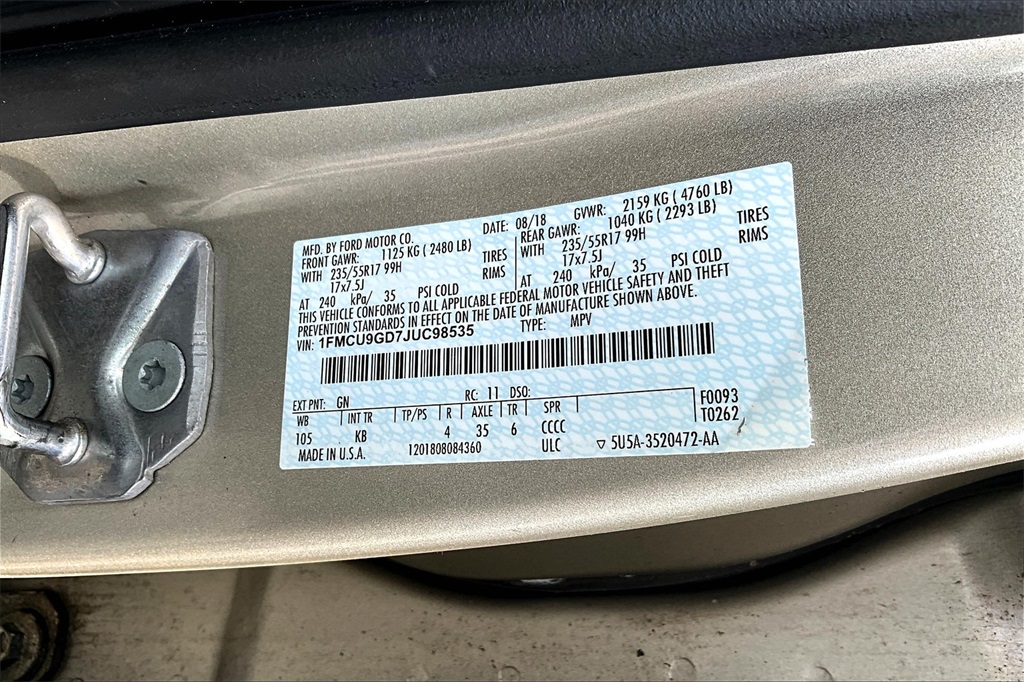 MFD. BY FORD MOTOR CO. DATE: 08/18 GVWR: 2159 KG ( 4760 LB)
FRONT GAWR: 1125 KG ( 2480 LB) REAR GAWR: 1040 KG ( 2293 LB)
WITH 235/55R17 99H TIRES WITH 235/55R17 99H TIRES
17x7.5J RIMS 17x7.5J RIMS
AT 240 kPa/ 35 PSI COLD AT 240 kPa/ 35 PSI COLD
THIS VEHICLE CONFORMS TO ALL APPLICABLE FEDERAL MOTOR VEHICLE SAFETY AND THEFT
PREVENTION STANDARDS IN EFFECT ON THE DATE OF MANUFACTURE SHOWN ABOVE.
VIN: 1FMCU9GD7JUC98535 TYPE: MPV
EXT PNT: GN RC: 11 DSO: F0093
WB INT TR TP/PS R AXLE TR SPR T0262
105 KB 4 35 6 CCCC
MADE IN U.S.A. 1201808084360 ULC ▽ 5U5A-3520472-AA